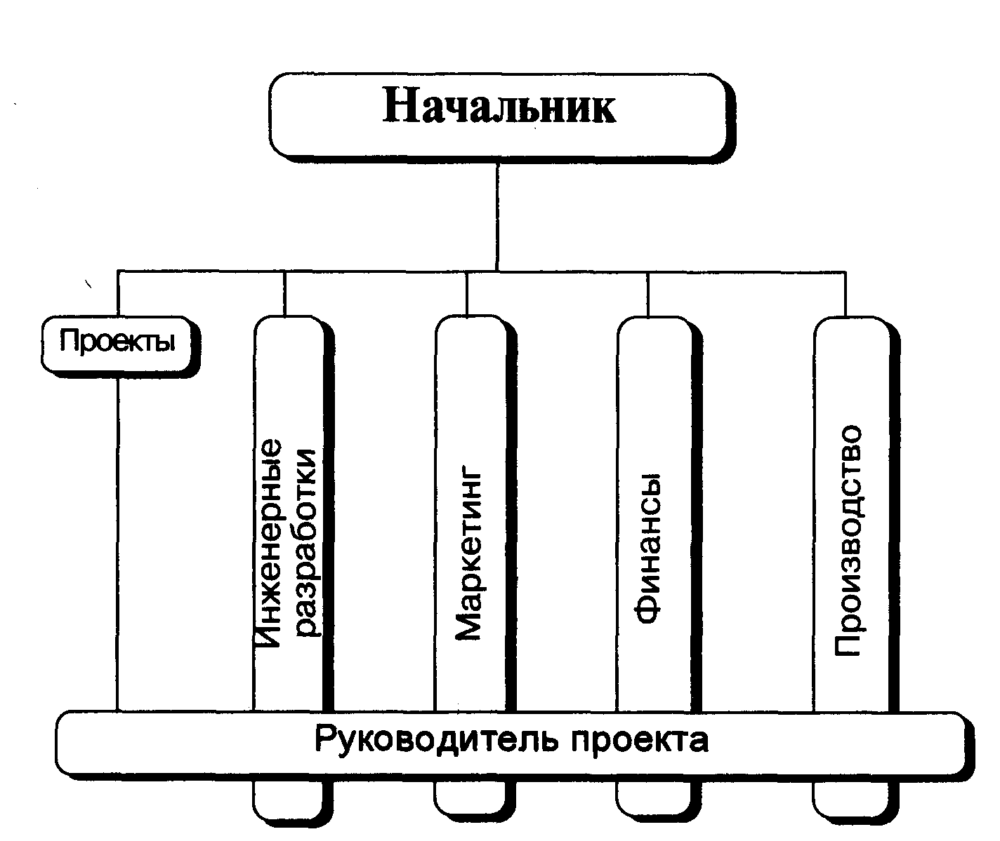 Начальник
Проекты
Инженерные
разработки
Маркетинг
Финансы
Производство
Руководитель проекта